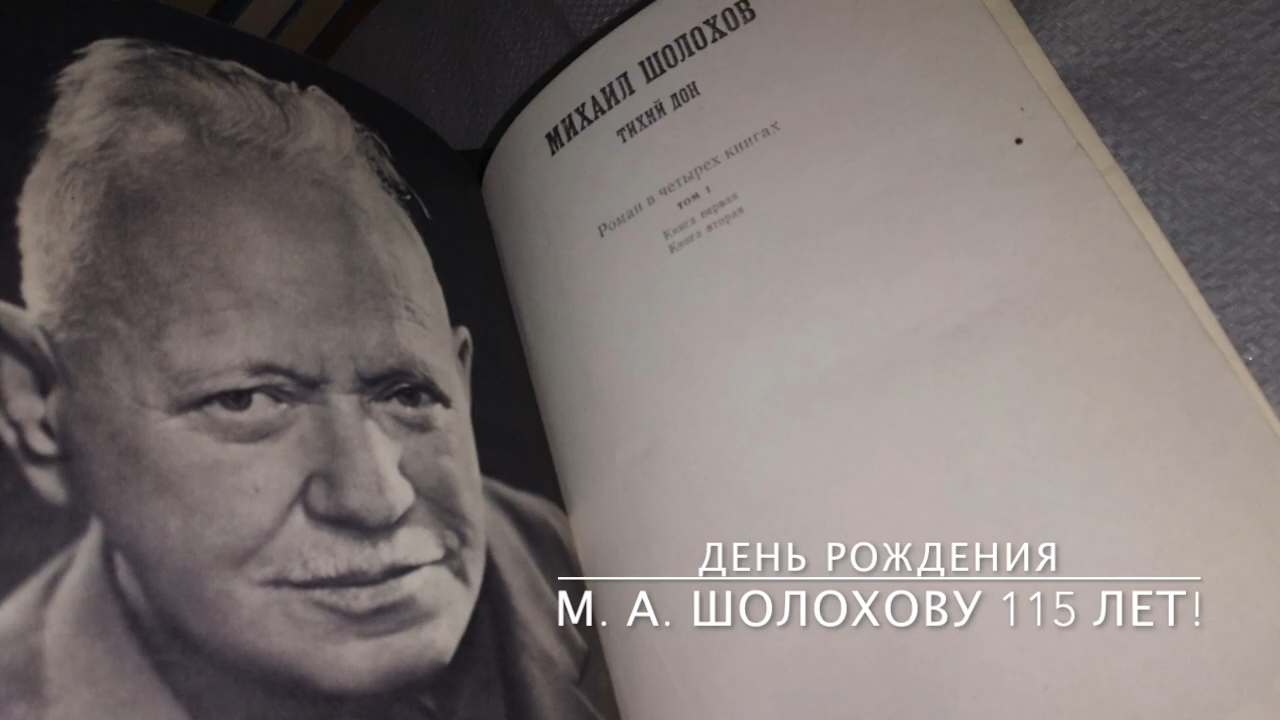 МИХАИЛ ШОЛОХОВ
ТИХИЙ ДОН
Роман в четырех книгах
ТОМ 1
Книга первая
Книга вторая
ДЕНЬ РОЖДЕНИЯ
М. А. ШОЛОХОВУ 115 ЛЕТ!